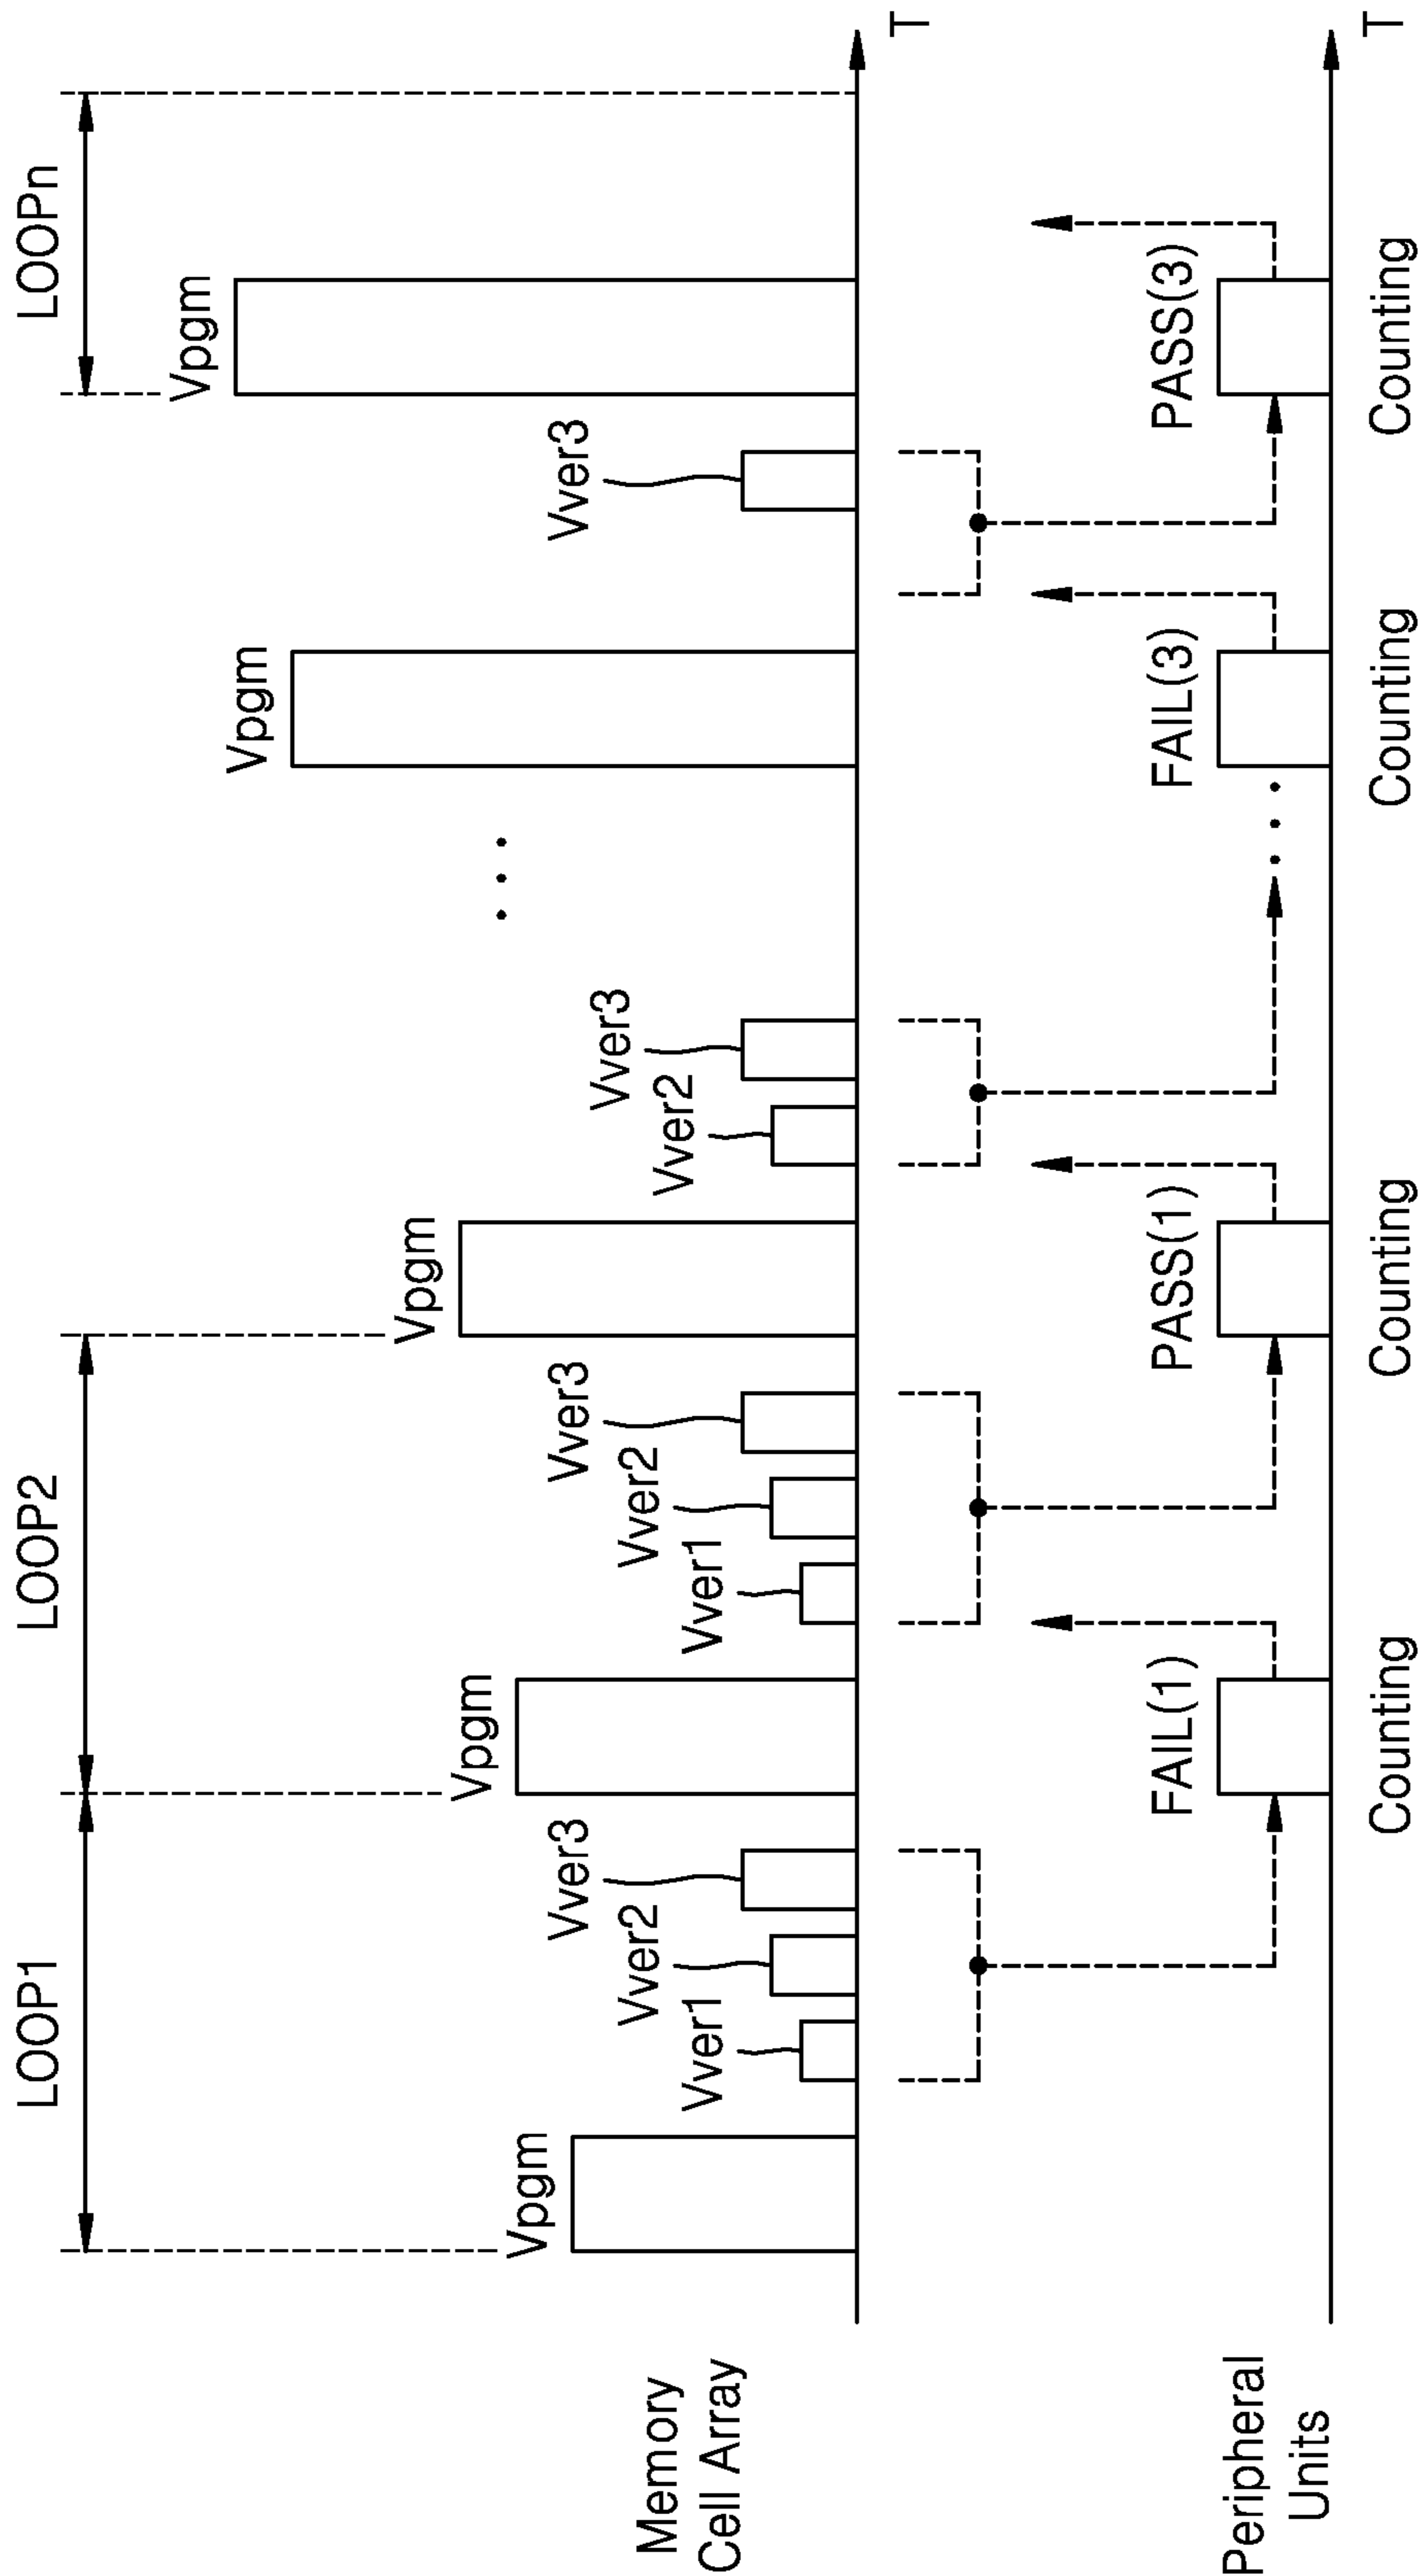 LOOP1
LOOP2
LOOPn
Vpgm
Vver1
Vver2
Vver3
Vpgm
Vver1
Vver2
Vver3
Vpgm
Vver2
Vver3
...
Vpgm
Vver3
Vpgm
Memory
Cell Array
T
FAIL(1)
PASS(1)
...
FAIL(3)
PASS(3)
Peripheral
Units
T
Counting
Counting
Counting
Counting